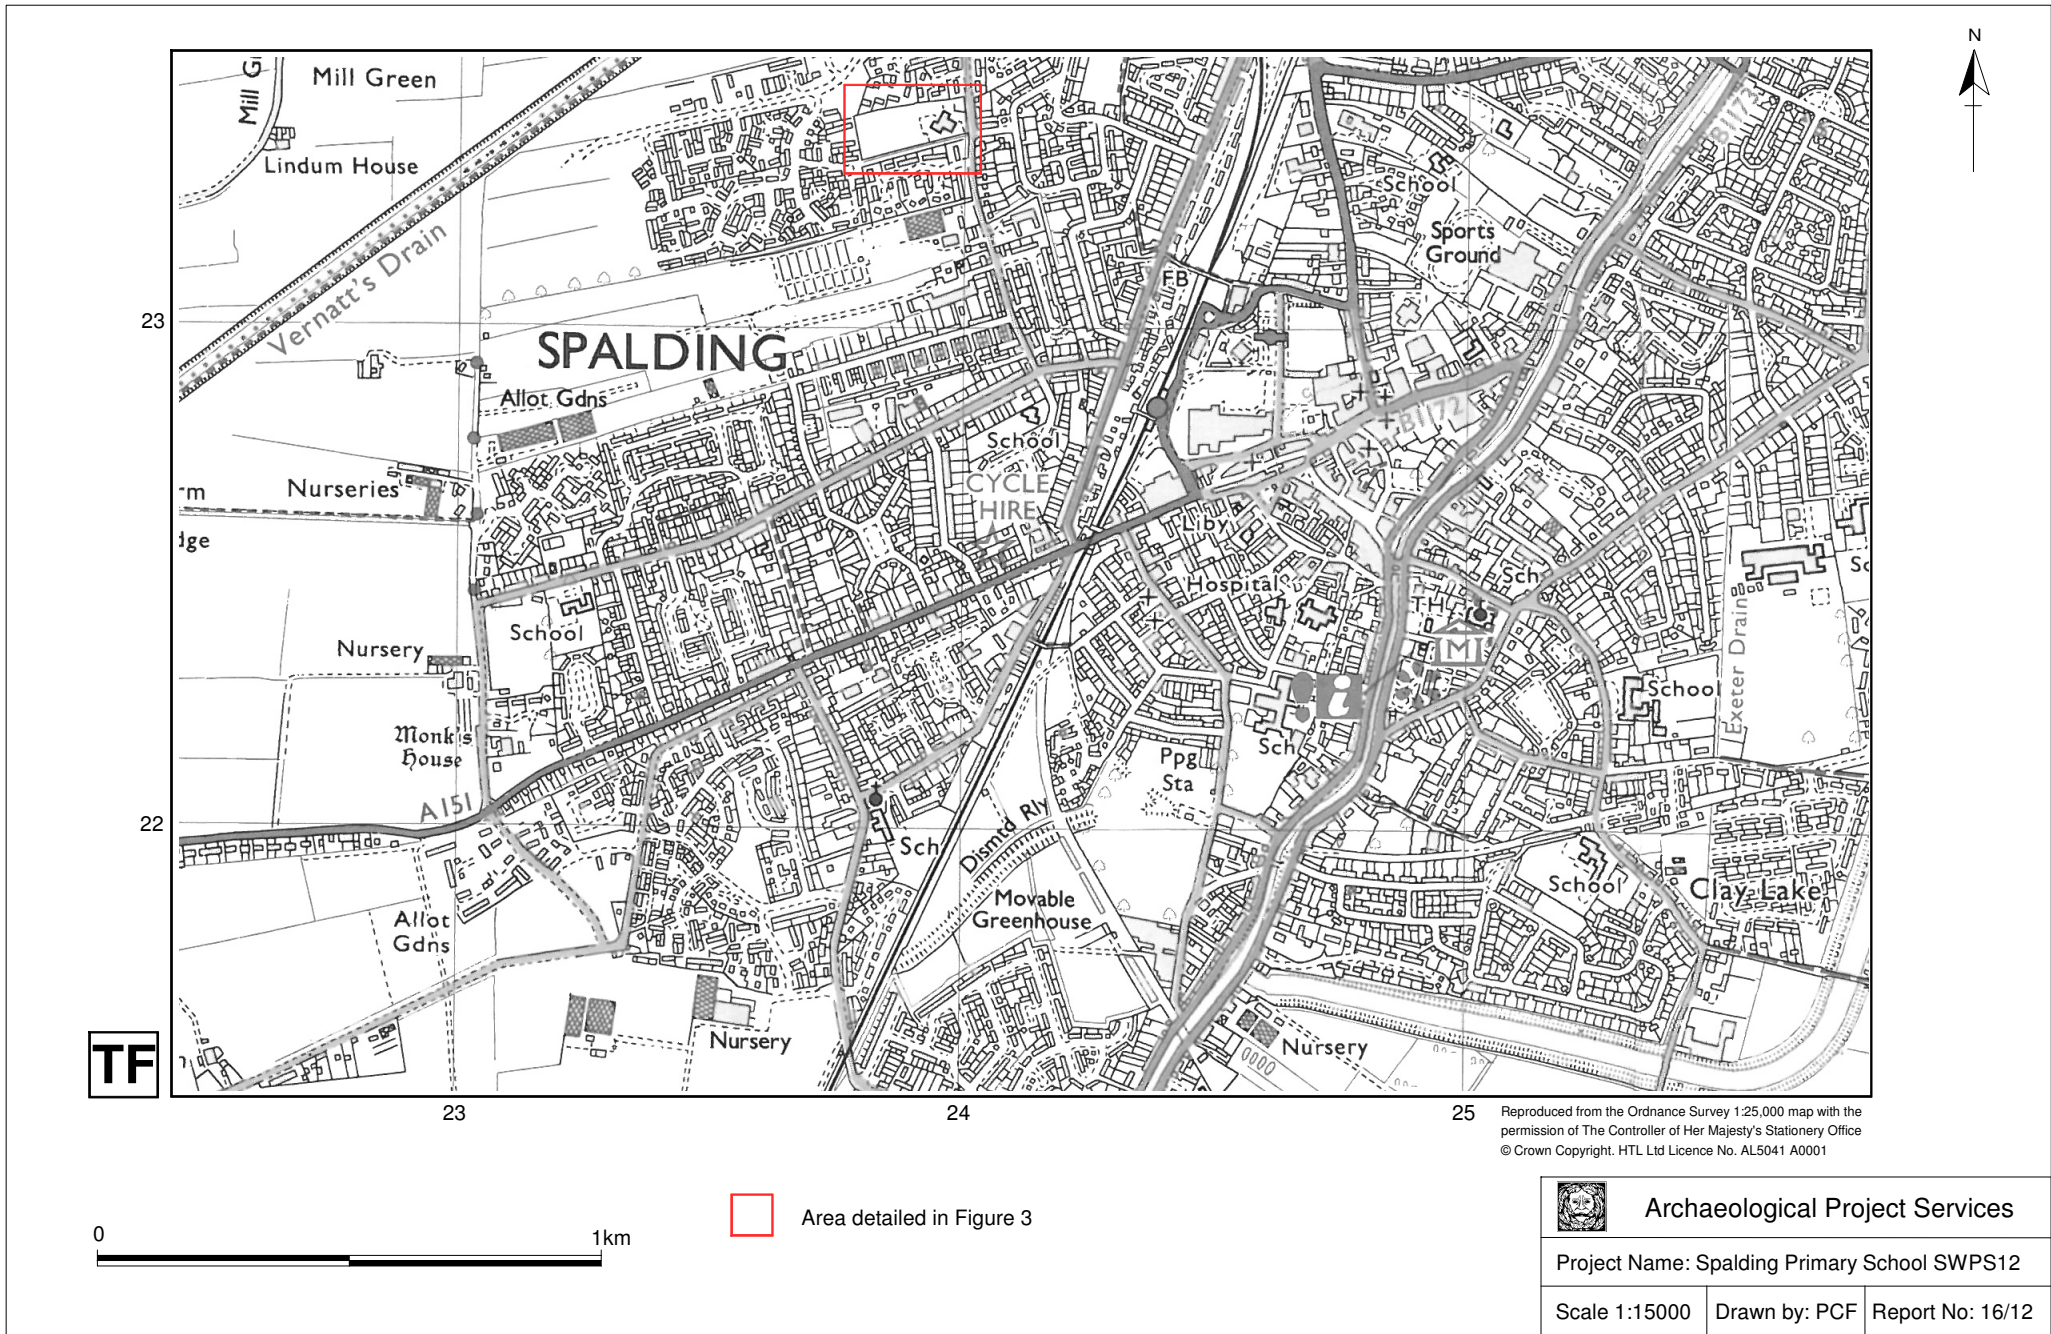 N
Mill Green
Mill G
Lindum House
Vernatt's Drain
B1173
School
Sports
Ground
FB
23
SPALDING
Allot Gdns
School
B1172
Nurseries
rm
CYCLE
HIRE
Liby
dge
Hospital
Sch
TH
M
Sc
Nursery
School
School
Exeter Drain
i
Monk's
House
Sch
Ppg
Sta
A151
22
Sch
Dismtd Rly
School
Clay Lake
Movable
Greenhouse
Allot
Gdns
Nursery
Nursery
TF
23
24
25
Reproduced from the Ordnance Survey 1:25,000 map with the
permission of The Controller of Her Majesty's Stationery Office
© Crown Copyright. HTL Ltd Licence No. AL5041 A0001
0
1km
Area detailed in Figure 3
Archaeological Project Services
Project Name: Spalding Primary School SWPS12
Scale 1:15000
Drawn by: PCF
Report No: 16/12